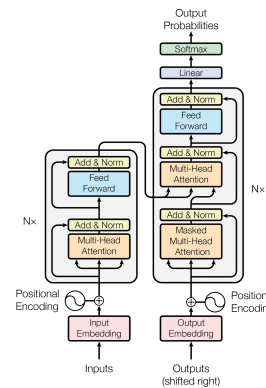 Output
Probabilities
Softmax
Linear
Add & Norm
Feed
Forward
Add & Norm
Multi-Head
Attention
Add & Norm
Masked
Multi-Head
Attention
N×
Positional
Encodin
Output
Embedding
Outputs
(shifted right)
Add & Norm
Feed
Forward
Add & Norm
Multi-Head
Attention
N×
Positional
Encoding
Input
Embedding
Inputs